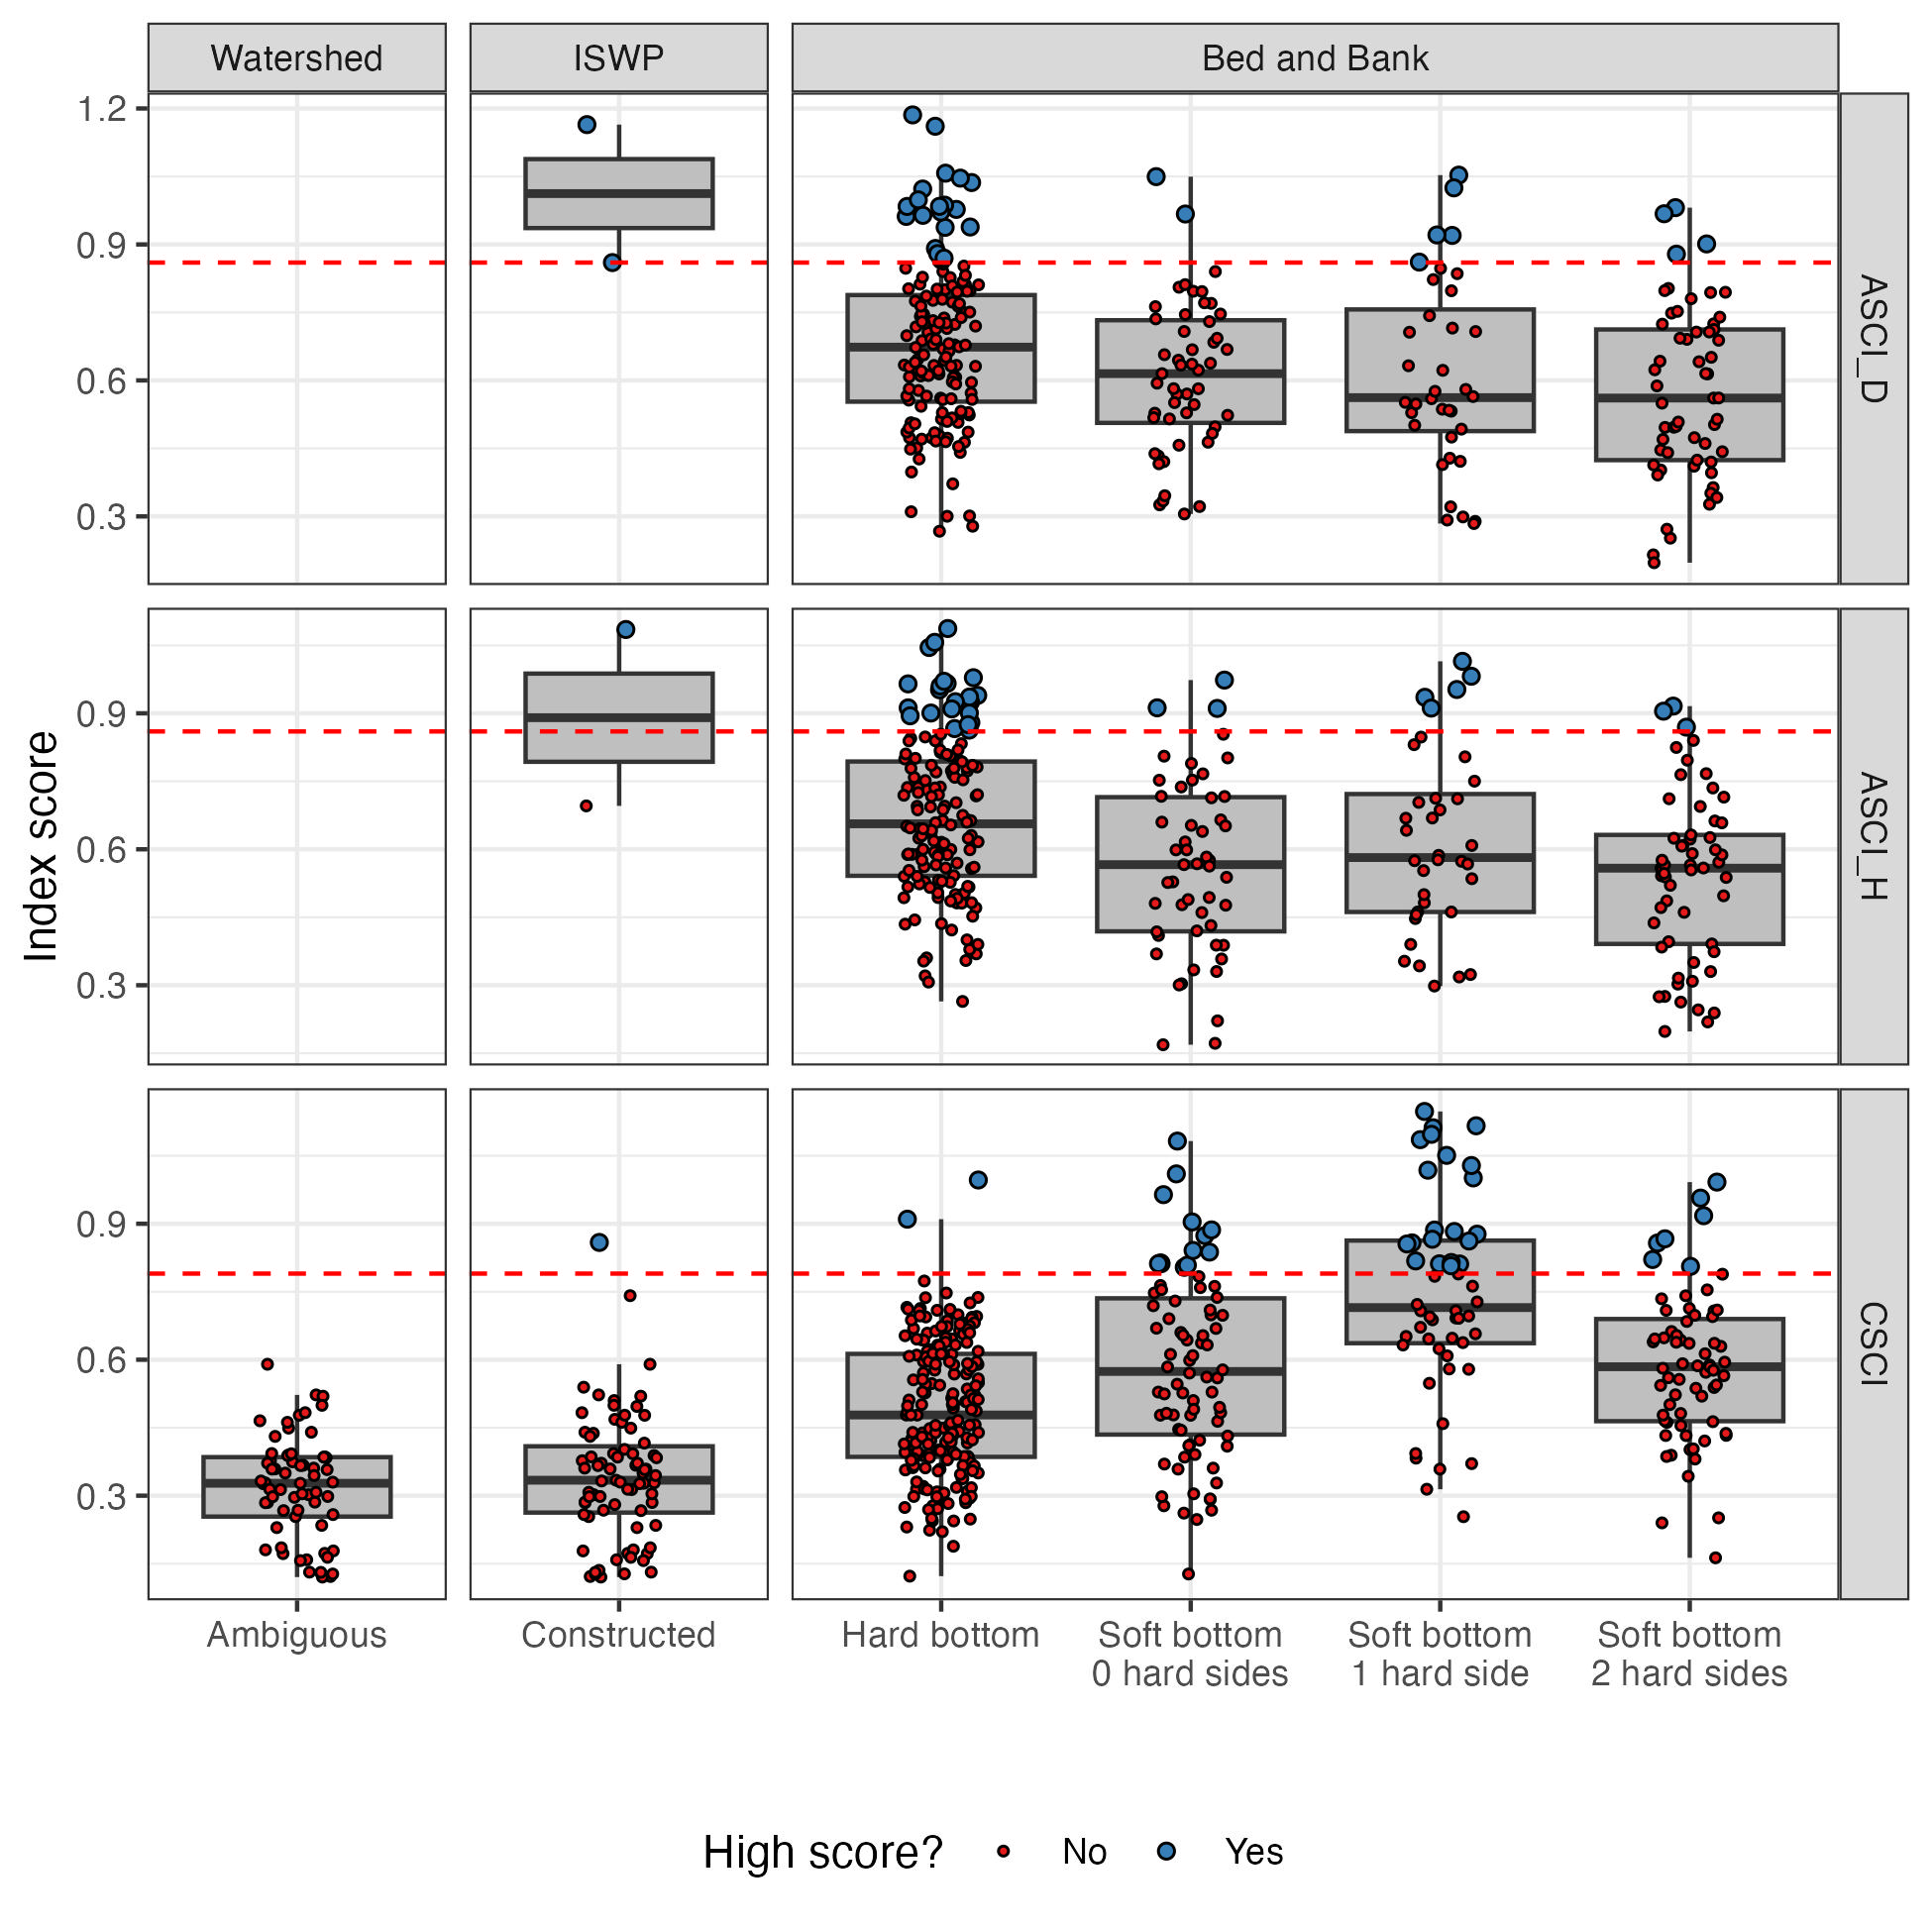 Watershed
ISWP
Bed and Bank
1.2
0.9
0.6
0.3
ASCI_D
0.9
0.6
0.3
ASCI_H
Index score
0.9
0.6
0.3
CSCI
Ambiguous
Constructed
Hard bottom
Soft bottom
0 hard sides
Soft bottom
1 hard side
Soft bottom
2 hard sides
High score?
No
Yes